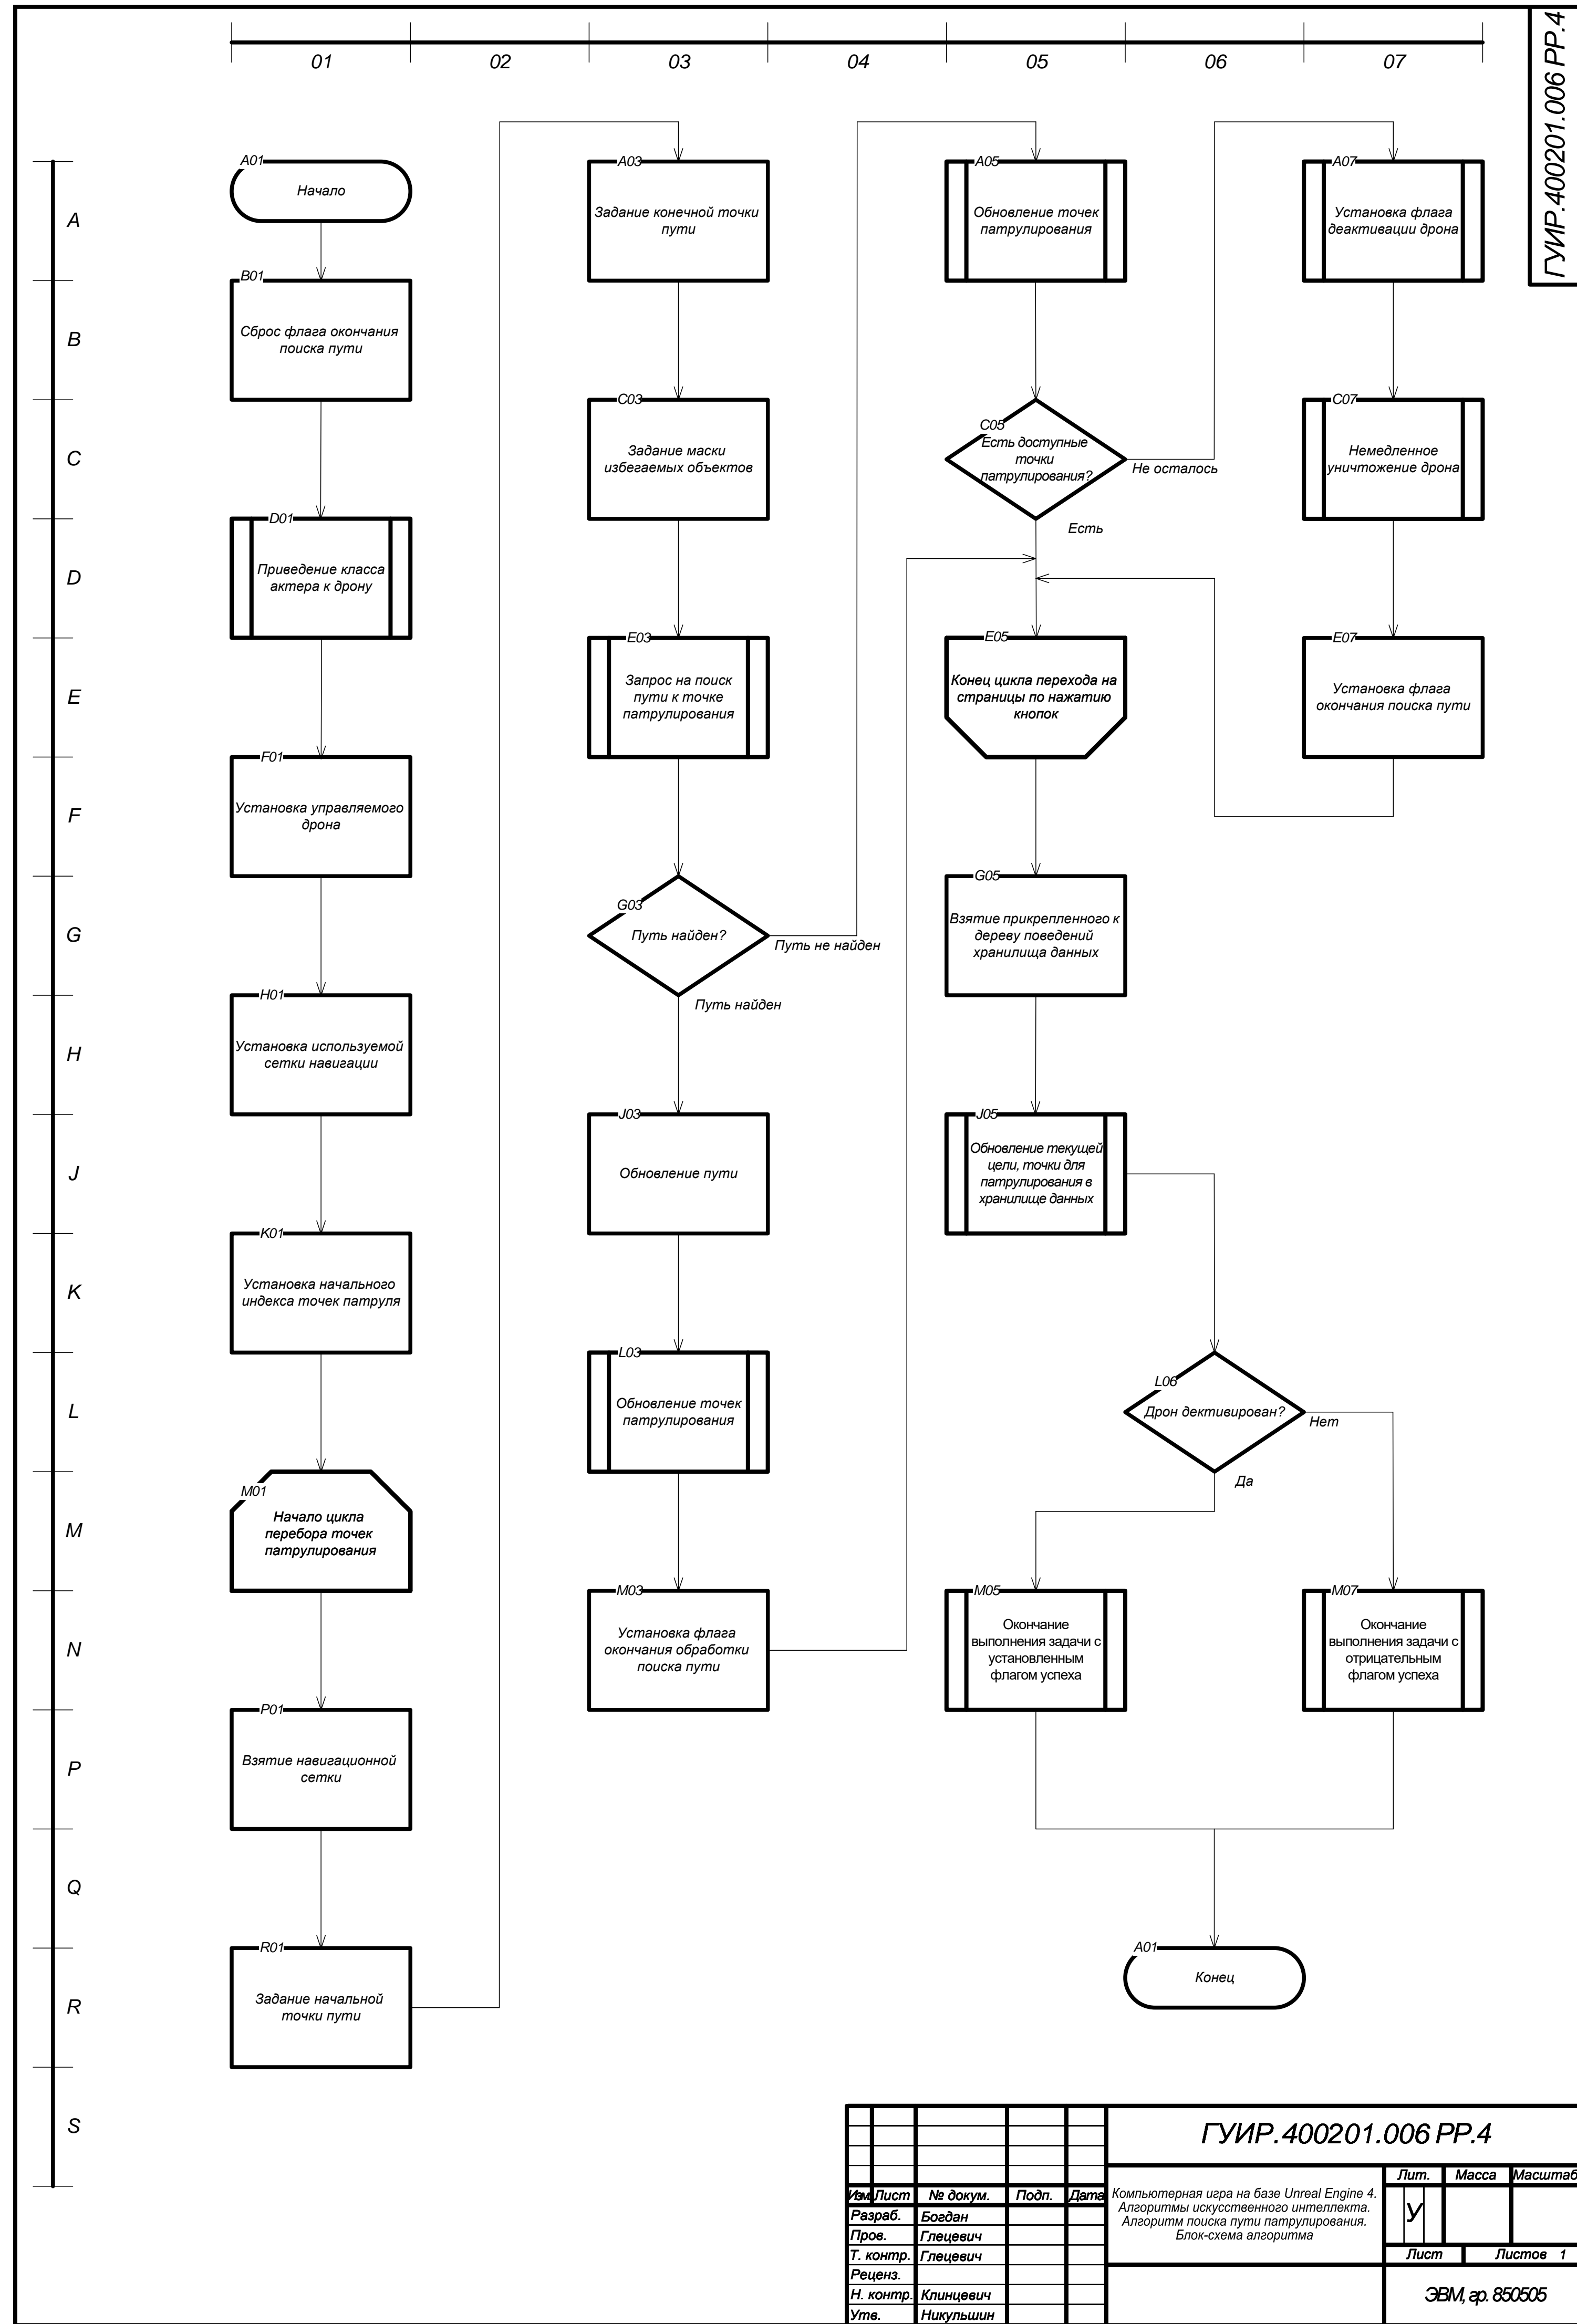 ГУИР.400201.006 РР.4
01
02
03
04
05
06
07
A
B
C
D
E
F
G
H
J
K
L
M
N
P
Q
R
S
A01
Начало
B01
Сброс флага окончания
поиска пути
D01
Приведение класса
актера к дрону
F01
Установка управляемого
дрона
H01
Установка используемой
сетки навигации
K01
Установка начального
индекса точек патруля
M01
Начало цикла
перебора точек
патрулирования
P01
Взятие навигационной
сетки
R01
Задание начальной
точки пути
A03
Задание конечной точки
пути
C03
Задание маски
избегаемых объектов
E03
Запрос на поиск
пути к точке
патрулирования
G03
Путь найден?
Путь не найден
Путь найден
J03
Обновление пути
L03
Обновление точек
патрулирования
M03
Установка флага
окончания обработки
поиска пути
A05
Обновление точек
патрулирования
C05
Есть доступные
точки
патрулирования?
Не осталось
Есть
E05
Конец цикла перехода на
страницы по нажатию
кнопок
G05
Взятие прикрепленного к
дереву поведений
хранилища данных
J05
Обновление текущей
цели, точки для
патрулирования в
хранилище данных
A07
Установка флага
деактивации дрона
C07
Немедленное
уничтожение дрона
E07
Установка флага
окончания поиска пути
L06
Дрон дективирован?
Нет
Да
M05
Окончание
выполнения задачи с
установленным
флагом успеха
M07
Окончание
выполнения задачи с
отрицательным
флагом успеха
A01
Конец
ГУИР.400201.006 РР.4
Изм.Лист № докум. Подп. Дата
Разраб. Богдан
Пров. Глецевич
Т. контр. Глецевич
Реценз.
Н. контр. Клинцевич
Утв. Никульшин
Компьютерная игра на базе Unreal Engine 4.
Алгоритмы искусственного интеллекта.
Алгоритм поиска пути патрулирования.
Блок-схема алгоритма
Лит. Масса Масштаб
У
Лист Листов 1
ЭВМ, гр. 850505